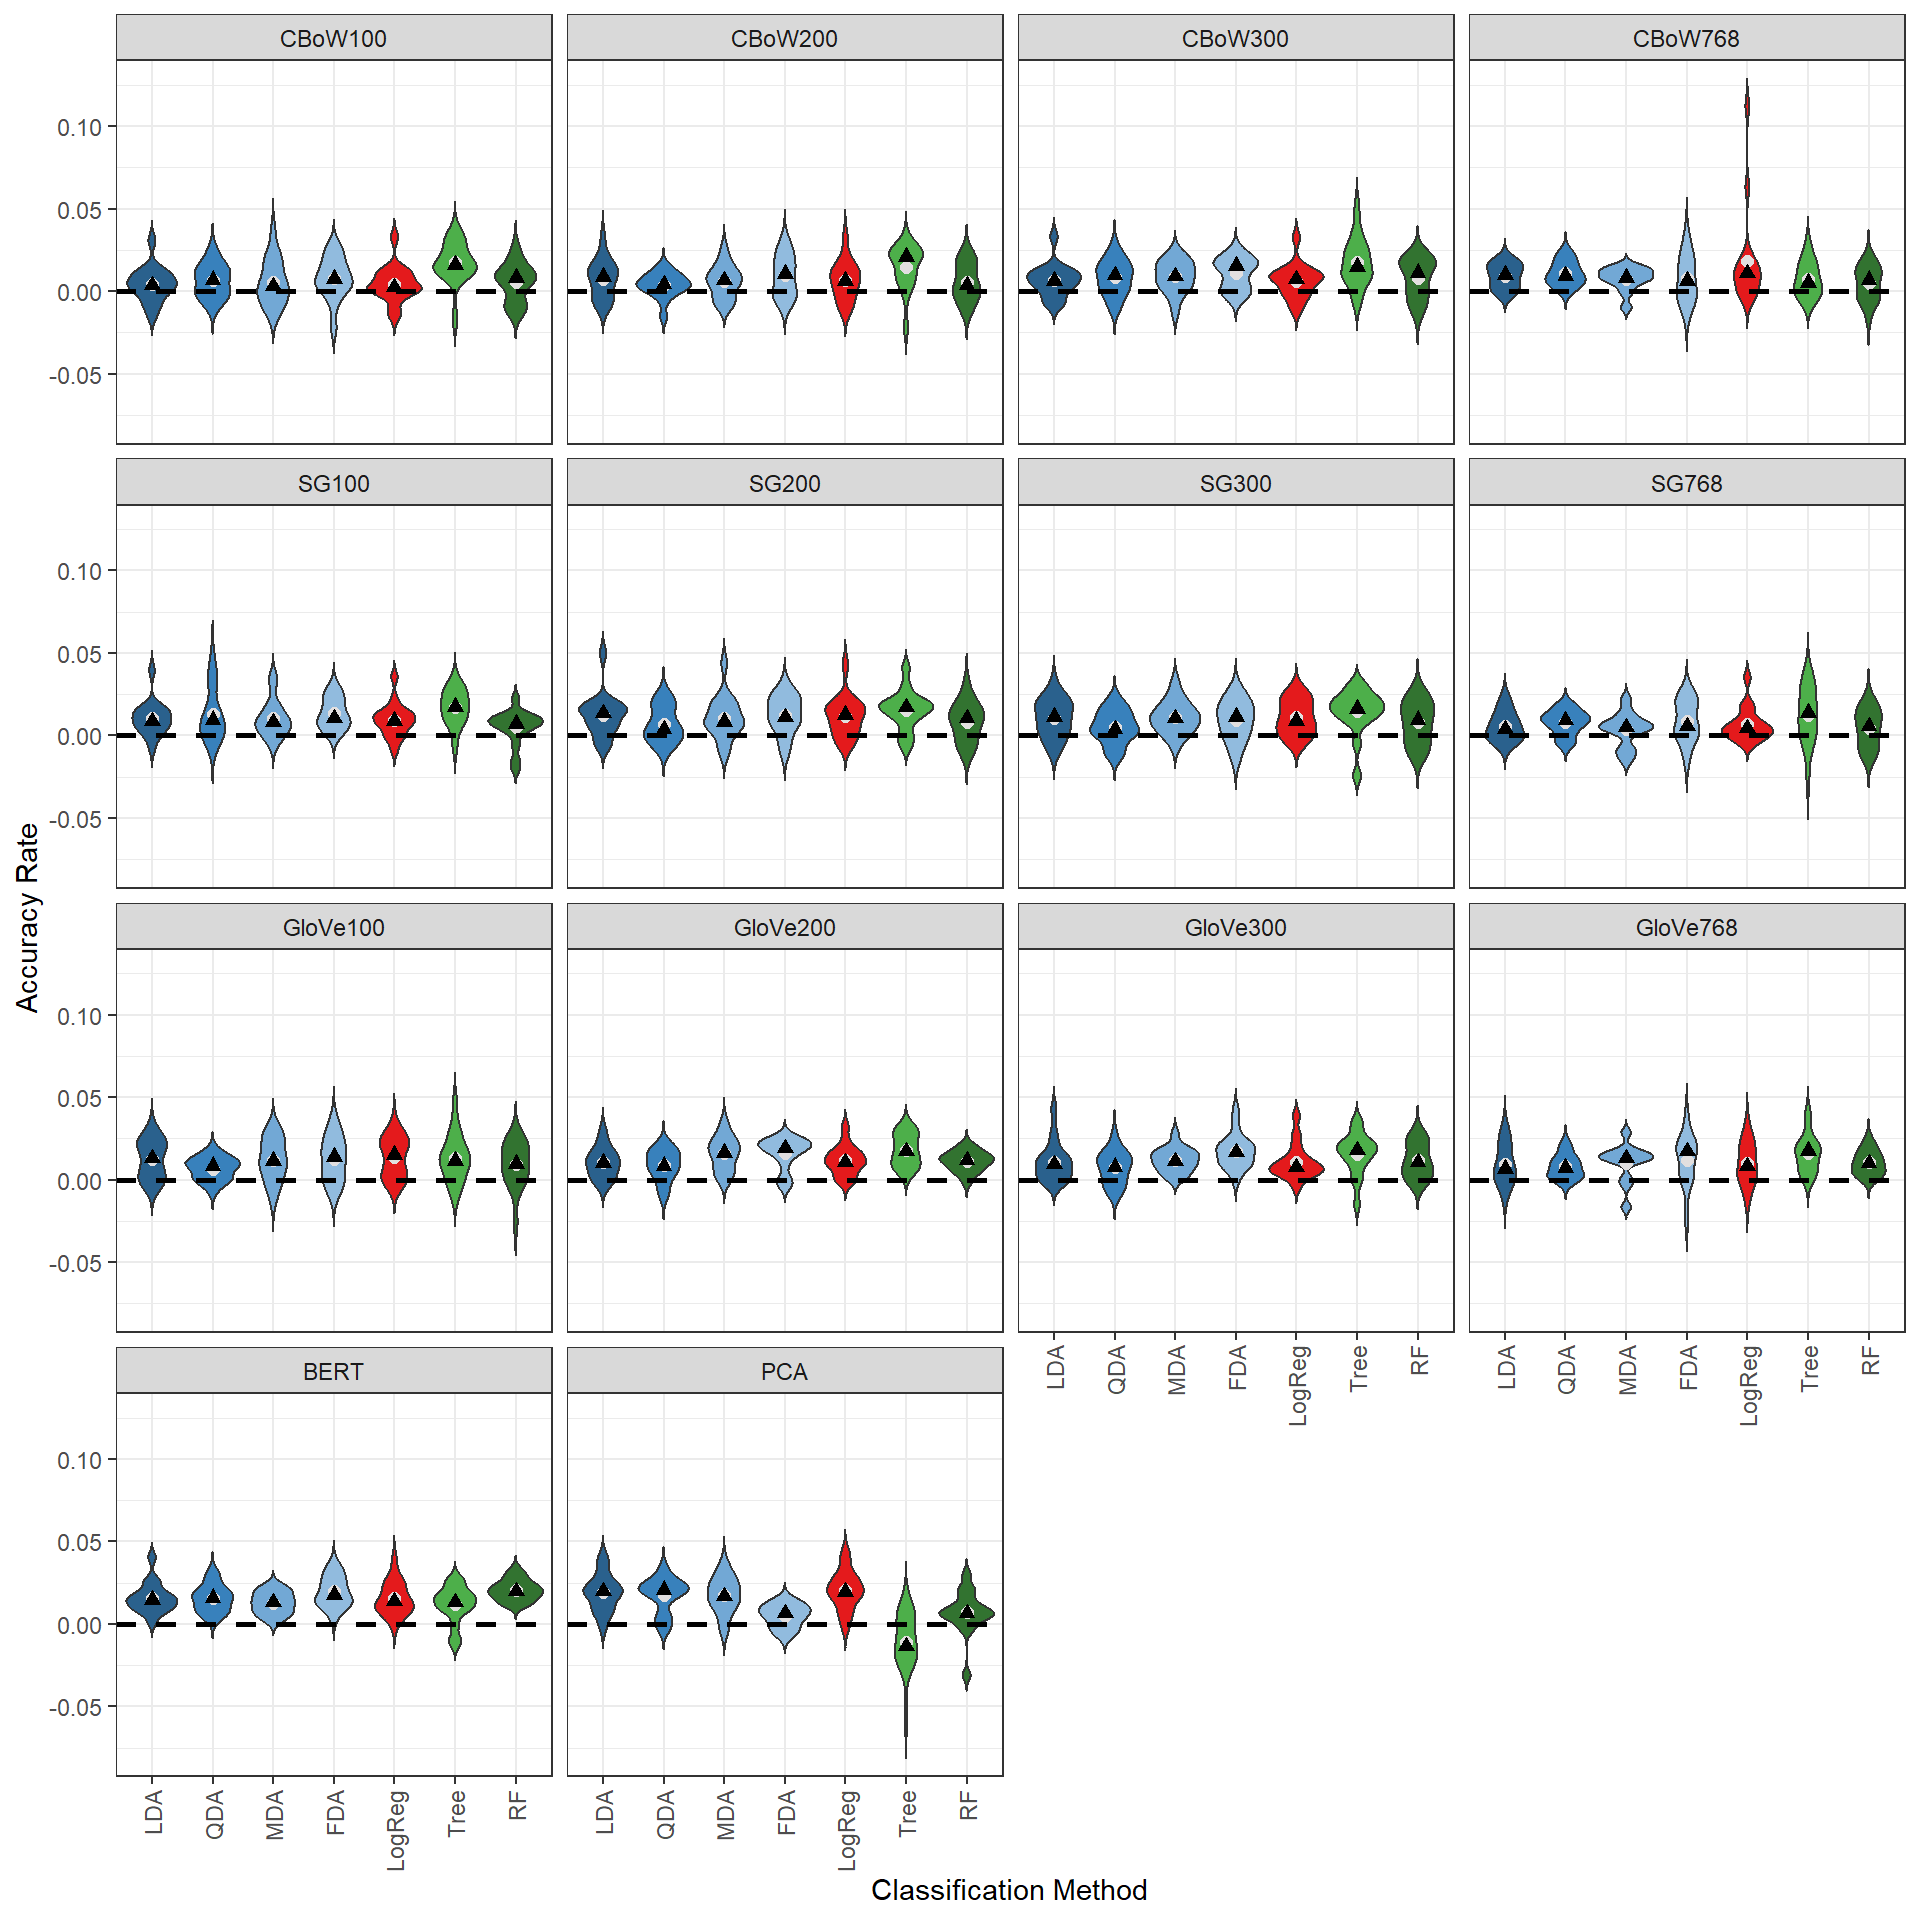 CBoW100 CBoW200 CBoW300 CBoW768
0.10
0.05
0.00
-0.05
SG100 SG200 SG300 SG768
0.10
0.05
0.00
-0.05
Accuracy Rate
GloVe100 GloVe200 GloVe300 GloVe768
0.10
0.05
0.00
-0.05
LDA QDA MDA FDA LogReg Tree RF LDA QDA MDA FDA LogReg Tree RF
BERT PCA
0.10
0.05
0.00
-0.05
LDA QDA MDA FDA LogReg Tree RF LDA QDA MDA FDA LogReg Tree RF
Classification Method